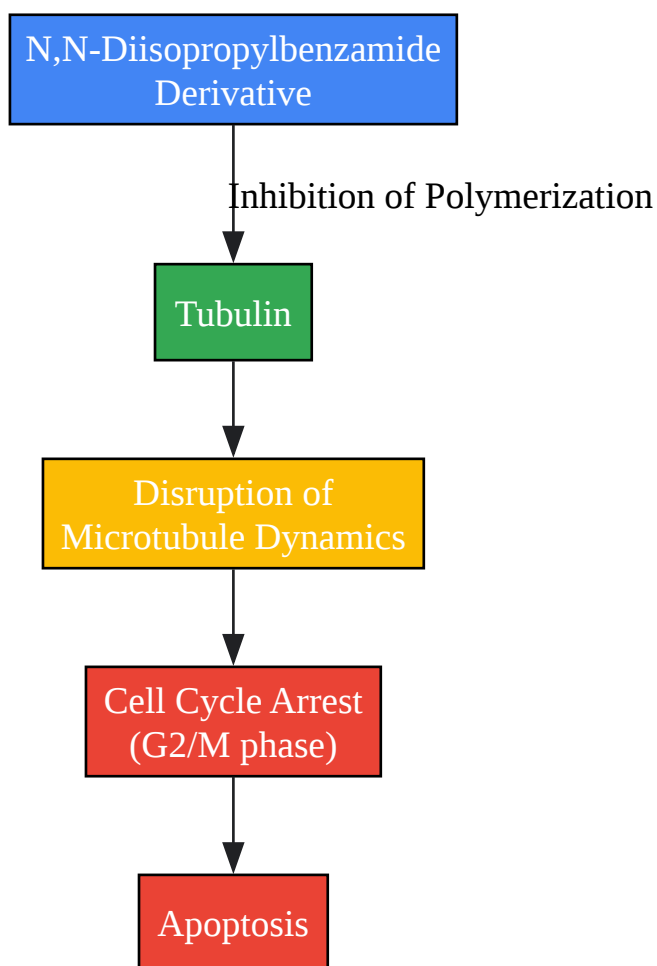 N,N-Diisopropylbenzamide
Derivative
Inhibition of Polymerization
Tubulin
Disruption of
Microtubule Dynamics
Cell Cycle Arrest
(G2/M phase)
Apoptosis